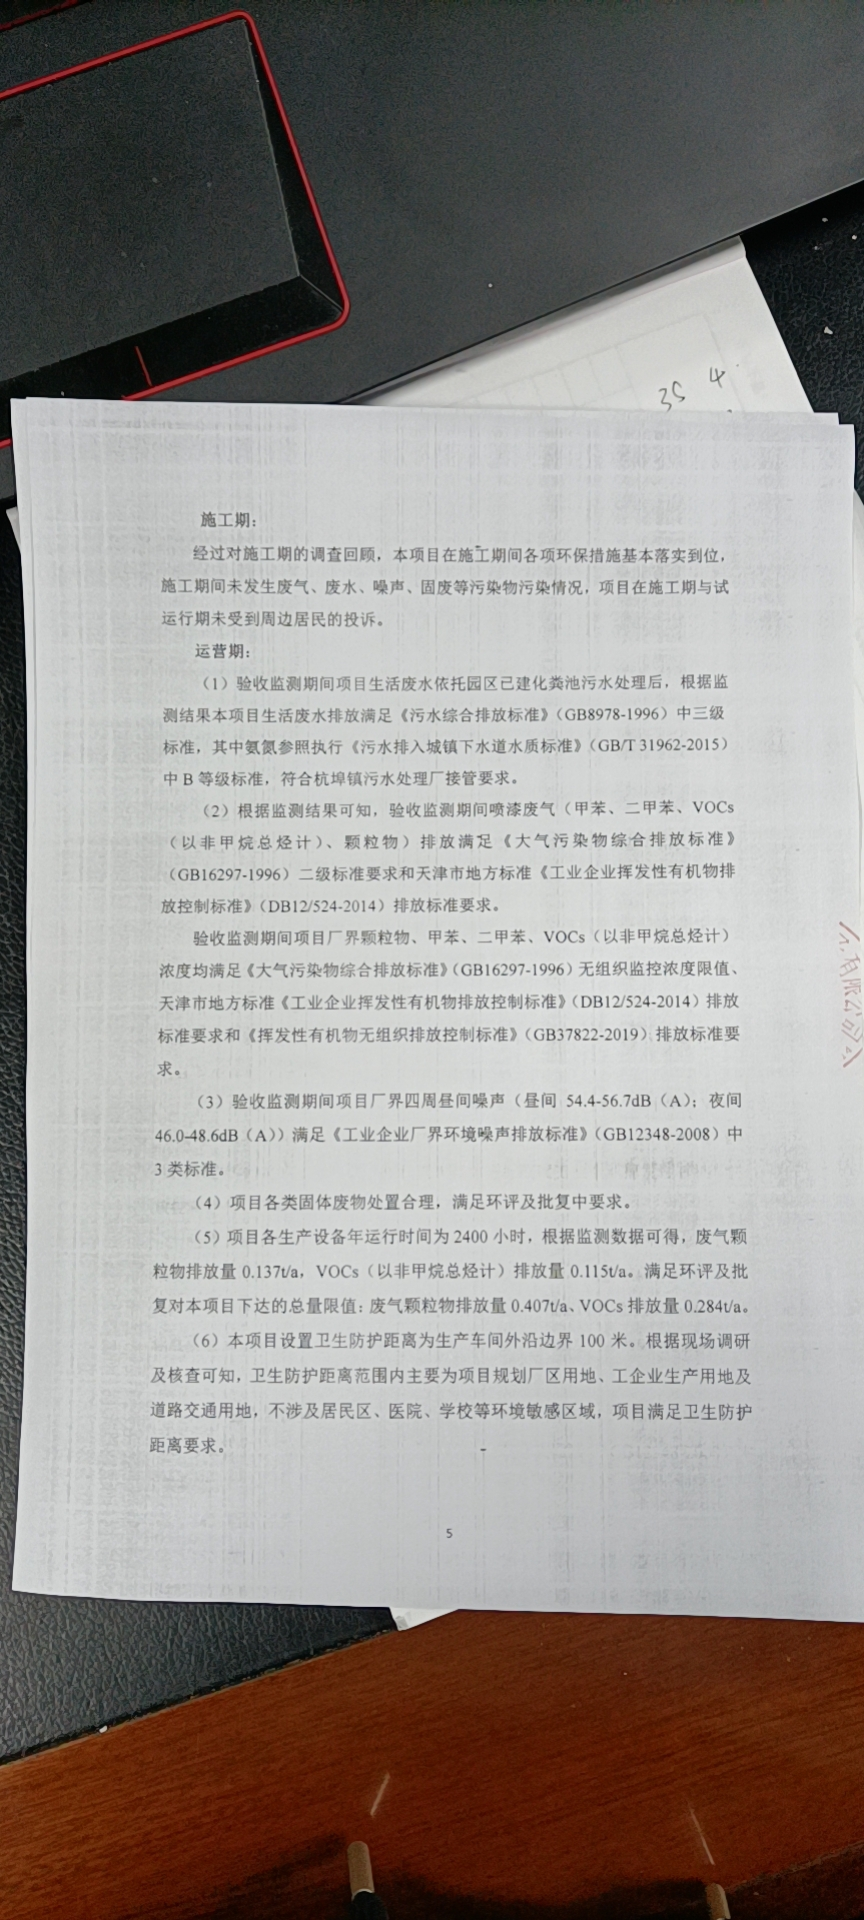 35 4
施工期：
经过对施工期的调查回顾，本项目在施工期间各项环保措施基本落实到位，
施工期间未发生废气、废水、噪声、固废等污染物污染情况，项目在施工期与试
运行期未受到周边居民的投诉。
运营期：
（1）验收监测期间项目生活废水依托园区已建化粪池污水处理后，根据监
测结果本项目生活废水排放满足《污水综合排放标准》（GB8978-1996）中三级
标准，其中氨氮参照执行《污水排入城镇下水道水质标准》（GB/T 31962-2015）
中 B 等级标准，符合杭埠镇污水处理厂接管要求。
（2）根据监测结果可知，验收监测期间喷漆废气（甲苯、二甲苯、VOCs
（以非甲烷总烃计）、颗粒物）排放满足《大气污染物综合排放标准》
（GB16297-1996）二级标准要求和天津市地方标准《工业企业挥发性有机物排
放控制标准》（DB12/524-2014）排放标准要求。
验收监测期间项目厂界颗粒物、甲苯、二甲苯、VOCs（以非甲烷总烃计）
浓度均满足《大气污染物综合排放标准》（GB16297-1996）无组织监控浓度限值、
天津市地方标准《工业企业挥发性有机物排放控制标准》（DB12/524-2014）排放
标准要求和《挥发性有机物无组织排放控制标准》（GB37822-2019）排放标准要
求。
（3）验收监测期间项目厂界四周昼间噪声（昼间 54.4-56.7dB（A）；夜间
46.0-48.6dB（A））满足《工业企业厂界环境噪声排放标准》（GB12348-2008）中
3 类标准。
（4）项目各类固体废物处置合理，满足环评及批复中要求。
（5）项目各生产设备年运行时间为 2400 小时，根据监测数据可得，废气颗
粒物排放量 0.137t/a，VOCs（以非甲烷总烃计）排放量 0.115t/a。满足环评及批
复对本项目下达的总量限值：废气颗粒物排放量 0.407t/a、VOCs 排放量 0.284t/a。
（6）本项目设置卫生防护距离为生产车间外沿边界 100 米。根据现场调研
及核查可知，卫生防护距离范围内主要为项目规划厂区用地、工企业生产用地及
道路交通用地，不涉及居民区、医院、学校等环境敏感区域，项目满足卫生防护
距离要求。
5
有限公司